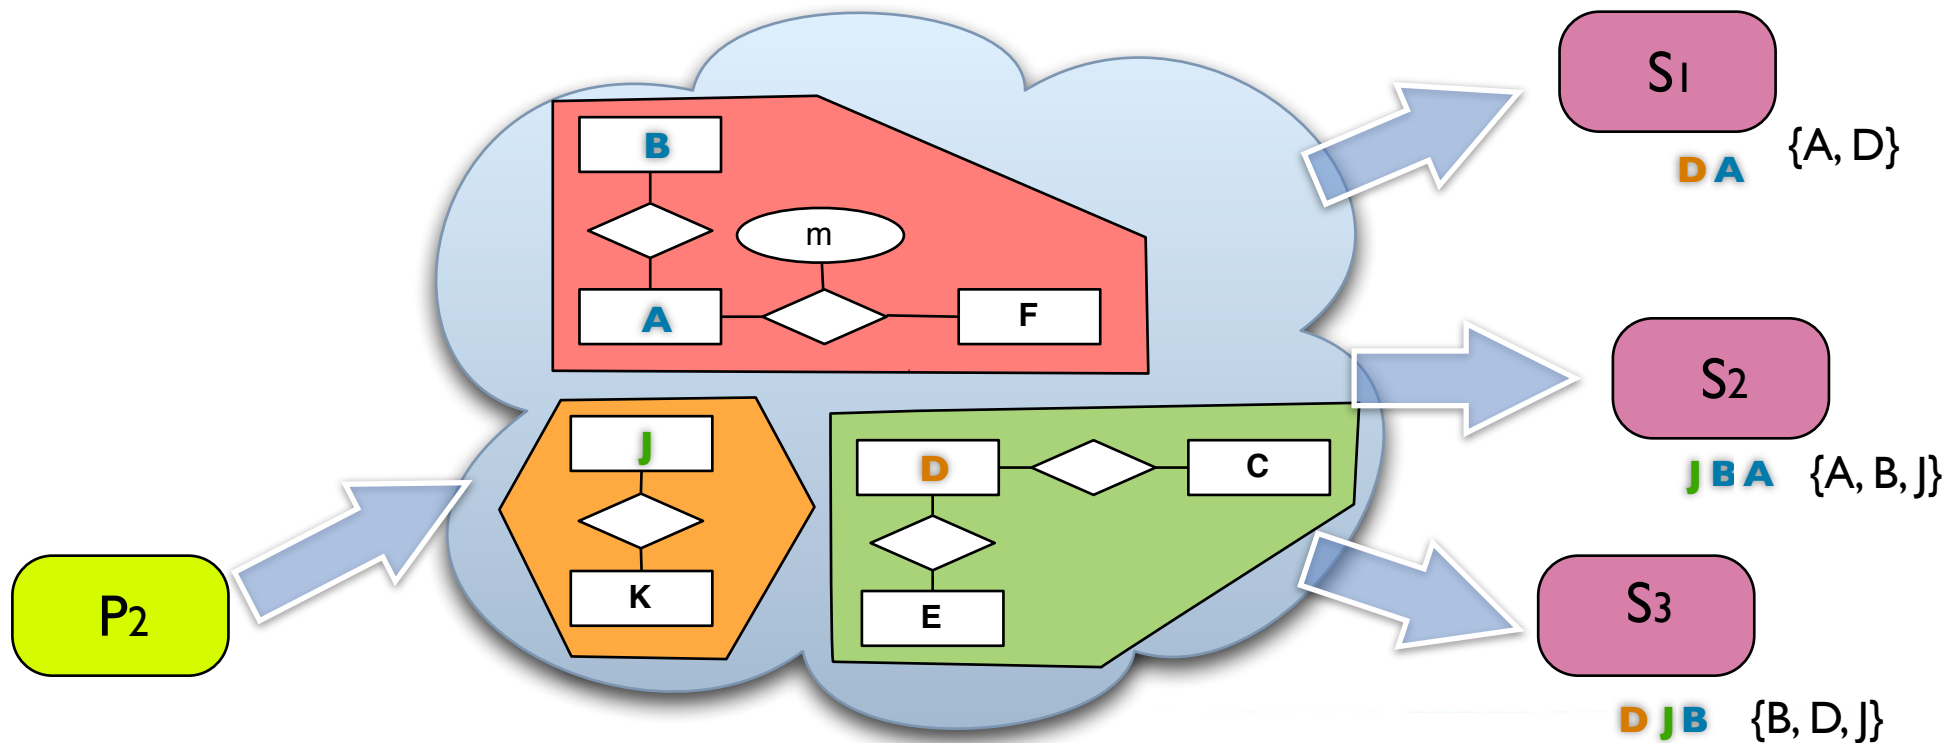 S1
{A, D}
D A
B
m
A
F
S2
J B A {A, B, J}
J
D
C
K
E
P2
S3
D J B {B, D, J}